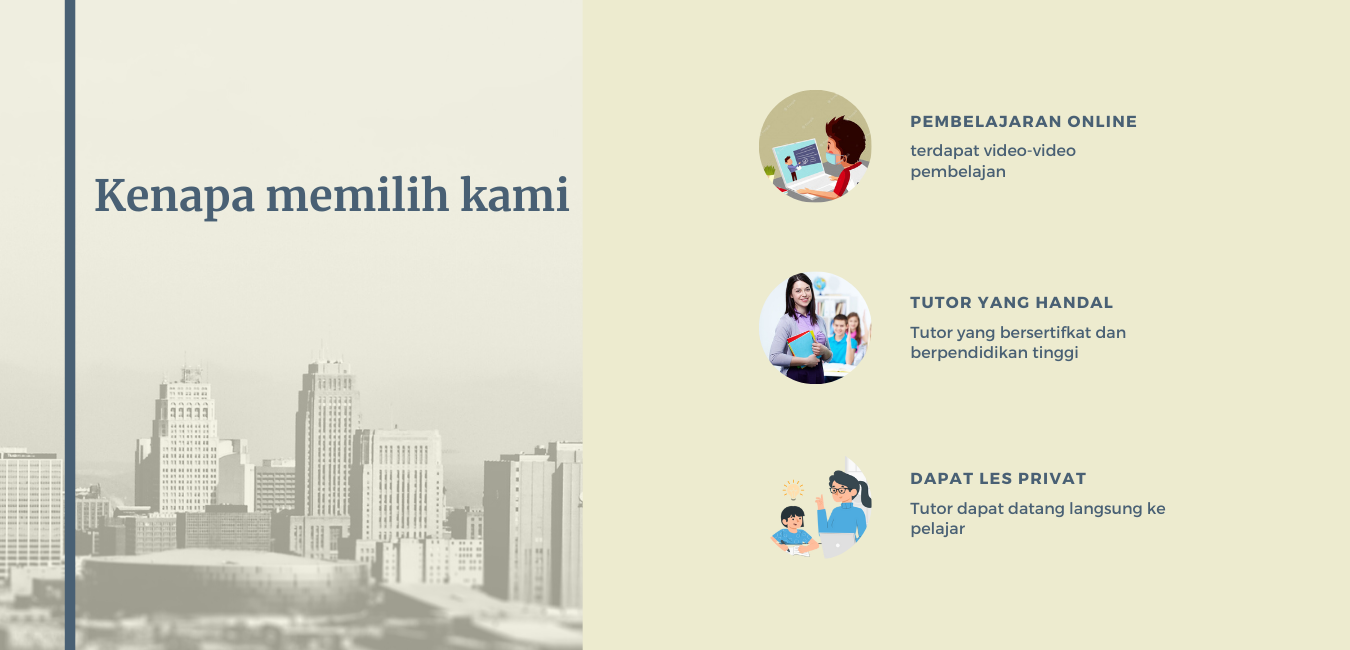 Kenapa memilih kami
PEMBELAJARAN ONLINE
terdapat video-video
pembelajan
TUTOR YANG HANDAL
Tutor yang bersertifkat dan
berpendidikan tinggi
DAPAT LES PRIVAT
Tutor dapat datang langsung ke
pelajar